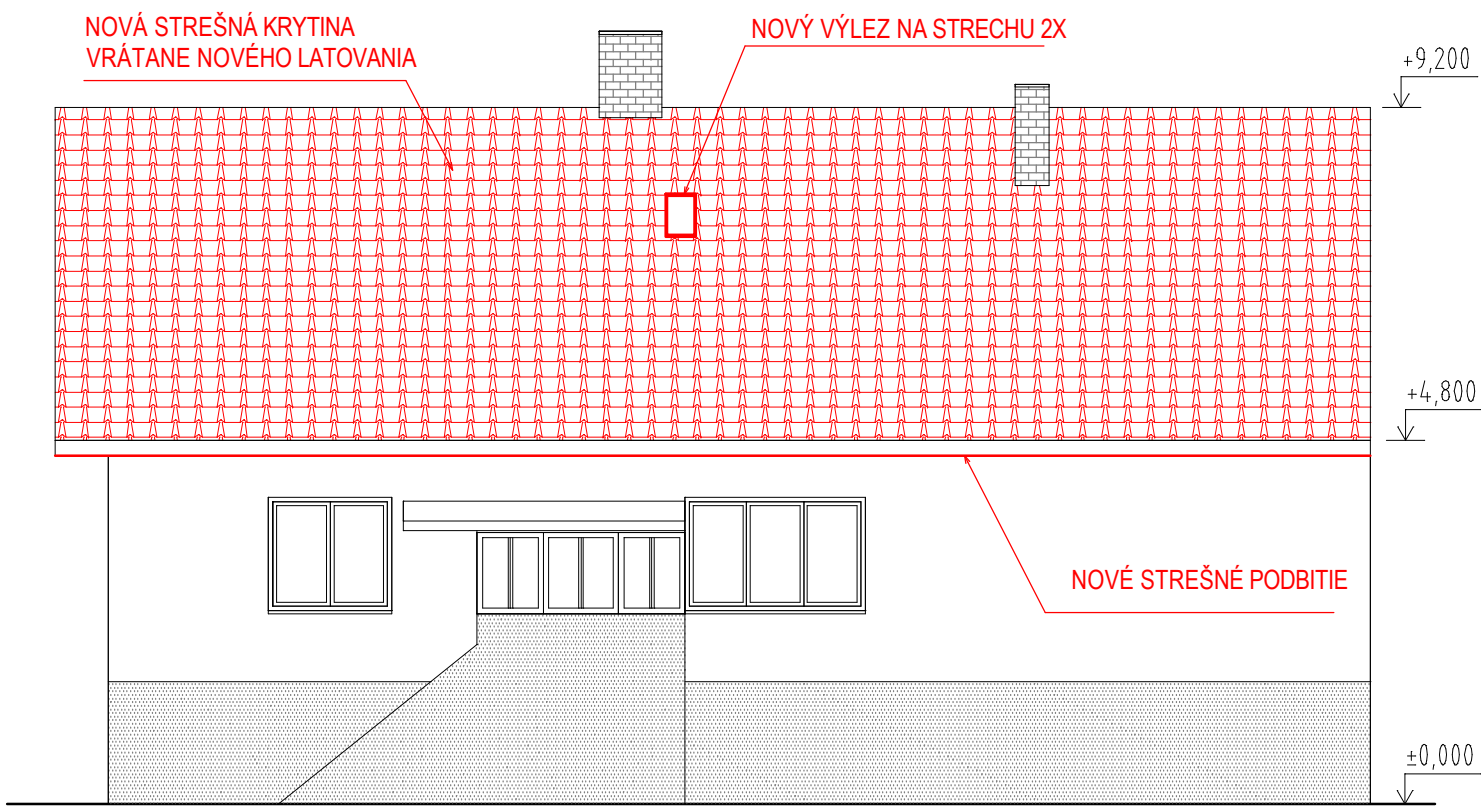 NOVÁ STREŠNÁ KRYTINA
VRÁTANE NOVÉHO LATOVANIA
NOVÝ VÝLEZ NA STRECHU 2X
+9,200
+4,800
NOVÉ STREŠNÉ PODBITIE
±0,000